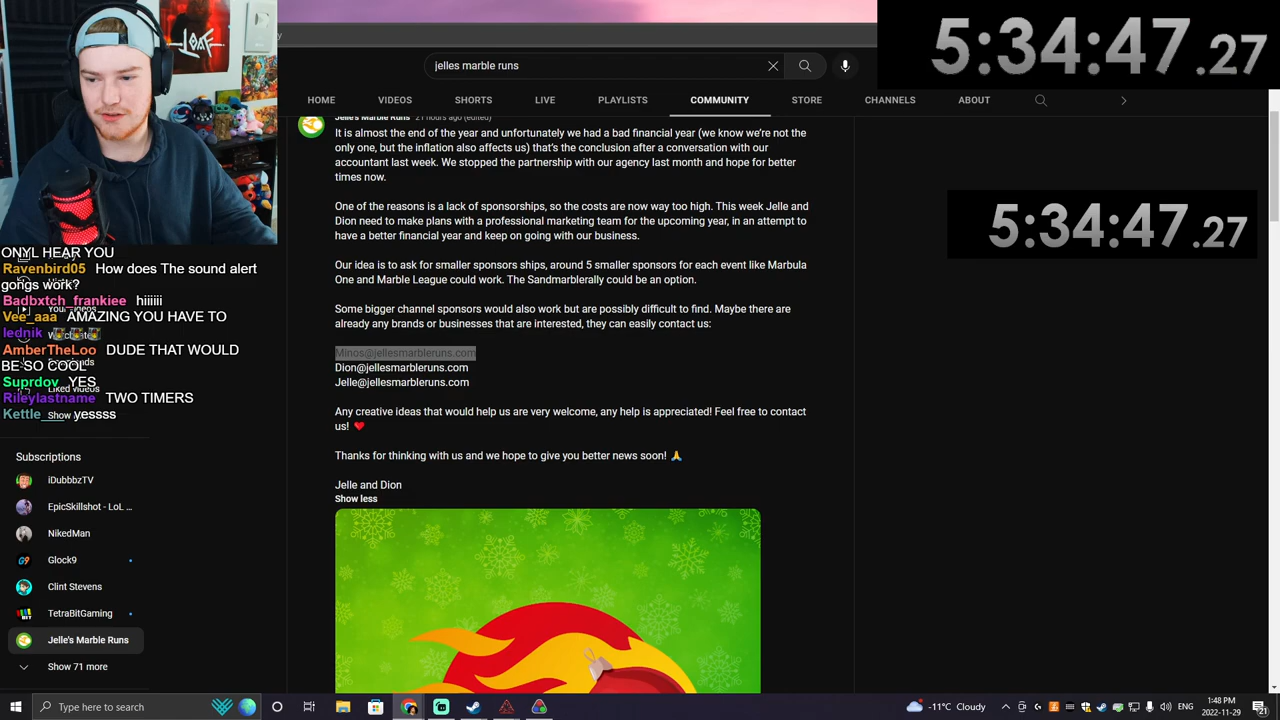 LOAF
5:34:47.27
5:34:47.27
jelles marble runs
HOME VIDEOS SHORTS LIVE PLAYLISTS COMMUNITY STORE CHANNELS ABOUT
Jelle's Marble Runs 21 hours ago (edited)
It is almost the end of the year and unfortunately we had a bad financial year (we know we're not the
only one, but the inflation also affects us) that's the conclusion after a conversation with our
accountant last week. We stopped the partnership with our agency last month and hope for better
times now.
One of the reasons is a lack of sponsorships, so the costs are now way too high. This week Jelle and
Dion need to make plans with a professional marketing team for the upcoming year, in an attempt to
have a better financial year and keep on going with our business.
Our idea is to ask for smaller sponsors ships, around 5 smaller sponsors for each event like Marbula
One and Marble League could work. The Sandmarblerally could be an option.
Some bigger channel sponsors would also work but are possibly difficult to find. Maybe there are
already any brands or businesses that are interested, they can easily contact us:
Minos@jellesmarbleruns.com
Dion@jellesmarbleruns.com
Jelle@jellesmarbleruns.com
Any creative ideas that would help us are very welcome, any help is appreciated! Feel free to contact
us! ❤️
Thanks for thinking with us and we hope to give you better news soon! 🙏
Jelle and Dion
Show less
ONYL HEAR YOU
Ravenbird05 How does The sound alert
gongs work?
Badbxtch_frankiee hiiiiii
Vee_aaa AMAZING YOU HAVE TO
lednik
AmberTheLoo DUDE THAT WOULD
BE SO COOL
Suprdov YES
Liked videos
Rileylastname TWO TIMERS
Kettle__ yessss
Show
Subscriptions
iDubbbzTV
EpicSkillshot - LoL ...
NikedMan
Glock9
Clint Stevens
TetraBitGaming
Jelle's Marble Runs
Show 71 more
Type here to search
-11°C Cloudy
ENG
1:48 PM
2022-11-29
21